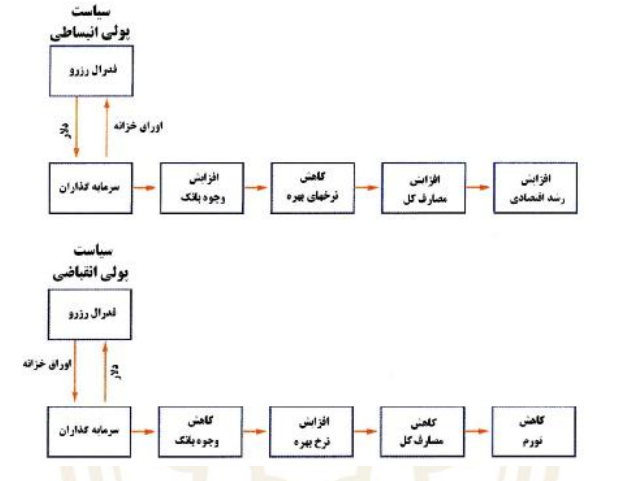 سیاست
پولی انبساطی
فدرال رزرو
دلار
اوراق خزانه
سرمایه گذاران
افزایش
وجوه بانک
کاهش
نرخهای بهره
افزایش
مصارف کل
افزایش
رشد اقتصادی
سیاست
پولی انقباضی
فدرال رزرو
اوراق خزانه
دلار
سرمایه گذاران
کاهش
وجوه بانک
افزایش
نرخ بهره
کاهش
مصارف کل
کاهش
تورم